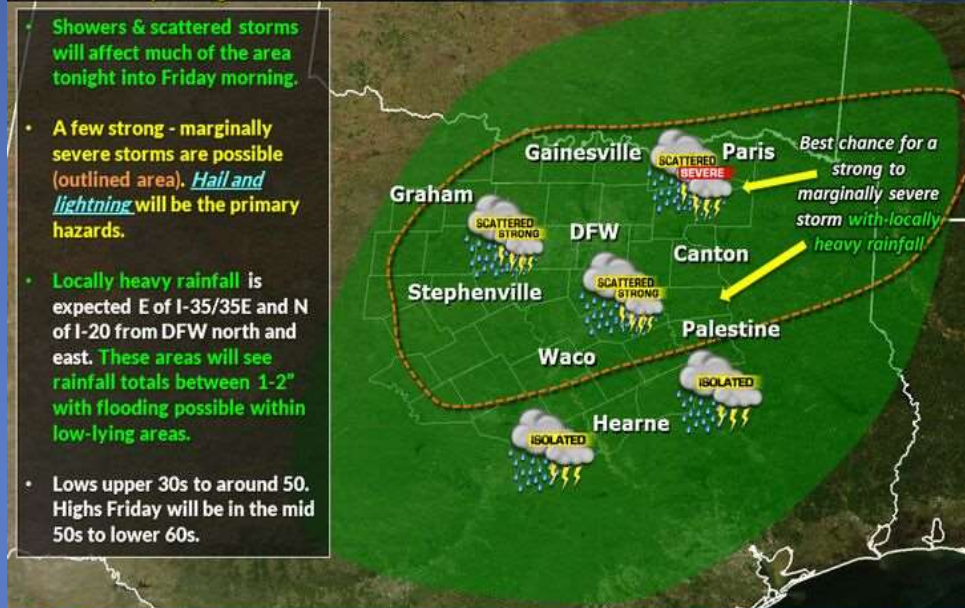 • Showers & scattered storms
will affect much of the area
tonight into Friday morning.
• A few strong - marginally
severe storms are possible
(outlined area). Hail and
lightning will be the primary
hazards.
• Locally heavy rainfall is
expected E of I-35/35E and N
of I-20 from DFW north and
east. These areas will see
rainfall totals between 1-2”
with flooding possible within
low-lying areas.
• Lows upper 30s to around 50.
Highs Friday will be in the mid
50s to lower 60s.
Gainesville
SCATTERED
SEVERE
Paris
Best chance for a
strong to
marginally severe
storm with locally
heavy rainfall
Graham
SCATTERED
STRONG
DFW
Canton
Stephenville
SCATTERED
STRONG
Palestine
Waco
ISOLATED
Hearne
ISOLATED